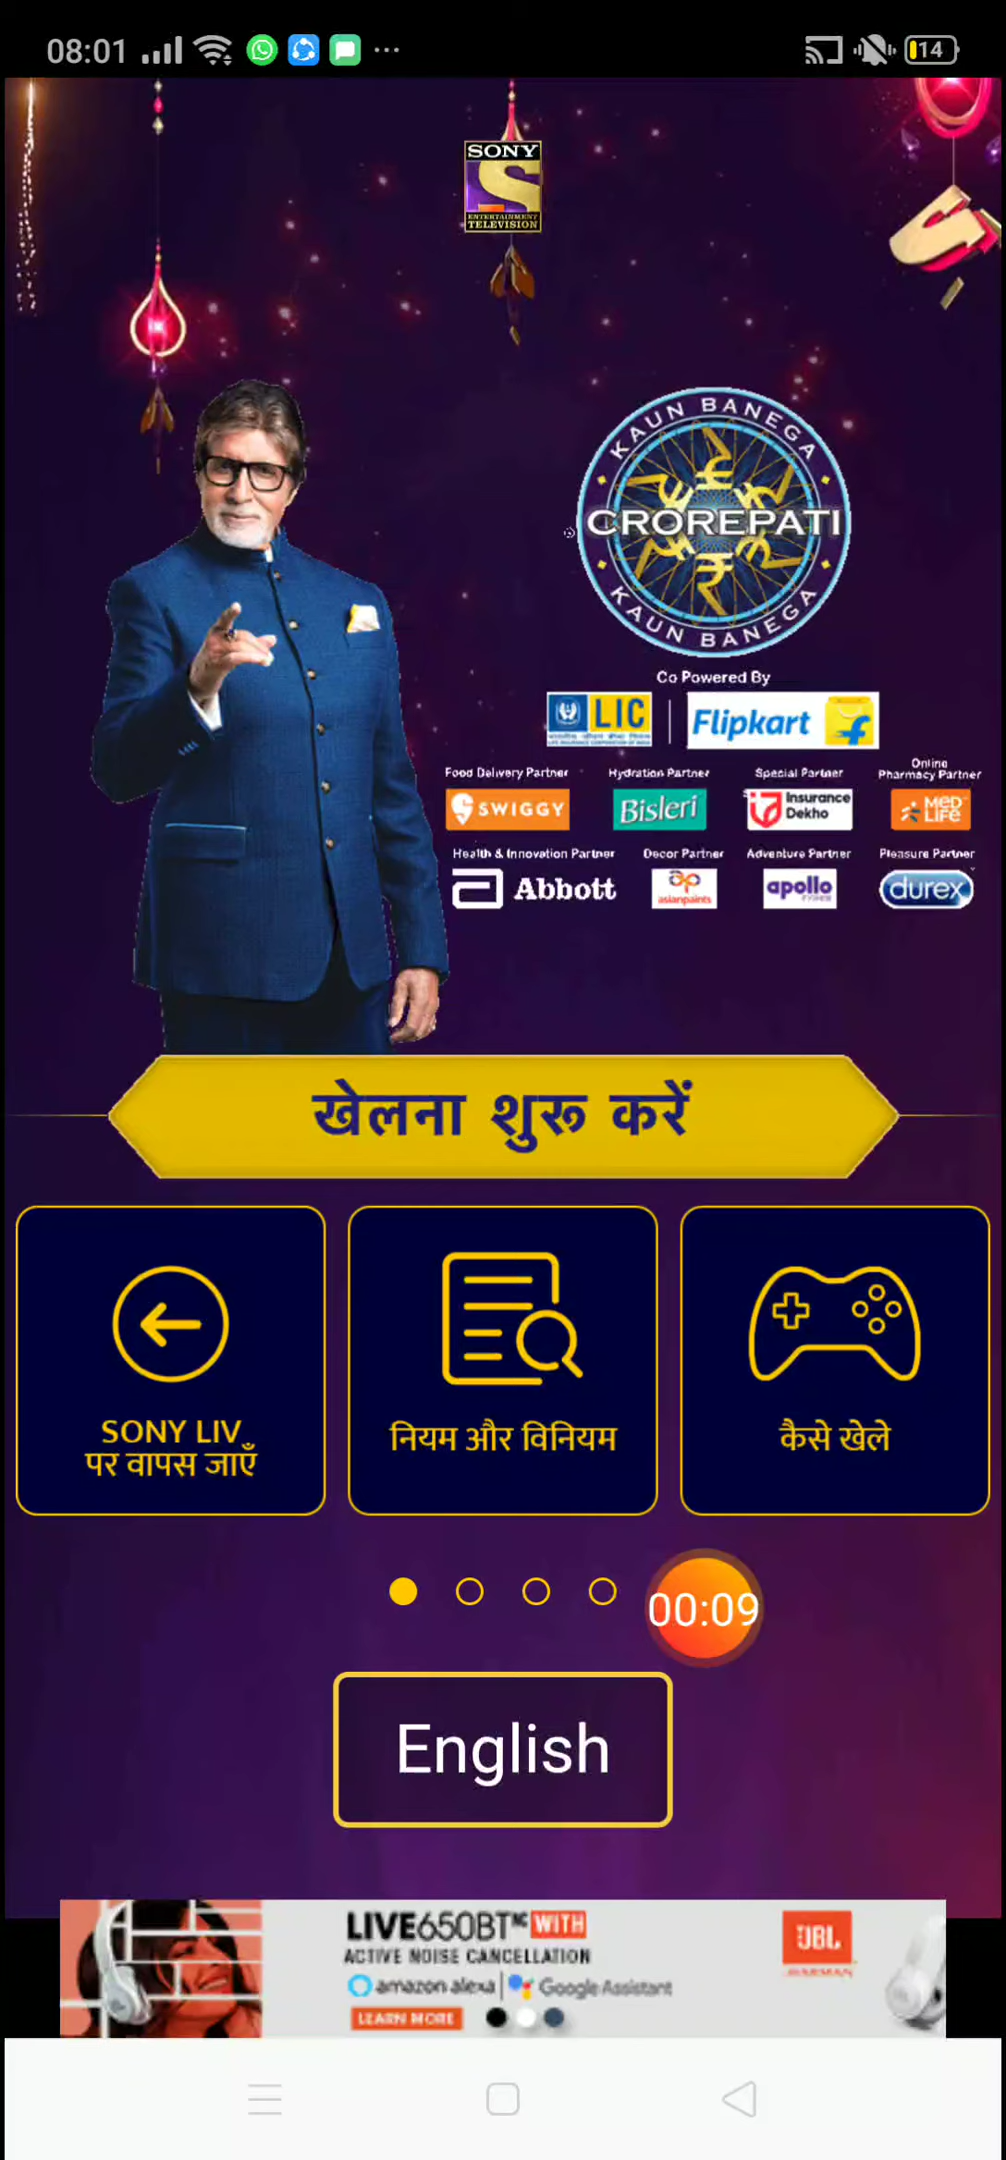 08:01
14
SONY
ENTERTAINMENT
TELEVISION
KAUN BANEGA
CROREPATI
KAUN BANEGA
Co Powered By
LIC
Flipkart
Food Delivery Partner Hydration Partner Special Partner Online Pharmacy Partner
SWIGGY Bisleri Insurance Dekho MED LIFE
Health & Innovation Partner Decor Partner Adventure Partner Pleasure Partner
Abbott asianpaints apollo durex
खेलना शुरू करें
SONY LIV
पर वापस जाएँ
नियम और विनियम
कैसे खेले
00:09
English
LIVE650BTNC WITH
ACTIVE NOISE CANCELLATION
amazon alexa | Google Assistant
LEARN MORE
JBL